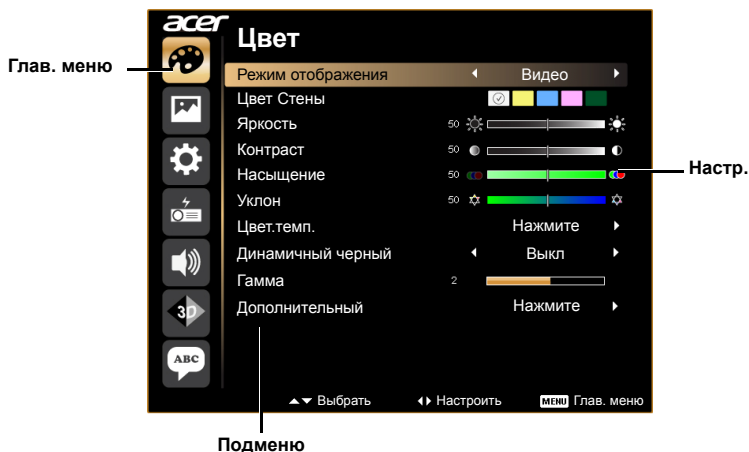 acer
Цвет
Глав. меню
Режим отображения Видео
Цвет Стены
Яркость 50
Контраст 50
Насыщение 50
Настр.
Уклон 50
Цвет.темп. Нажмите
Динамичный черный Выкл
Гамма 2
3D
Дополнительный Нажмите
ABC
Выбрать Настроить MENU Глав. меню
Подменю